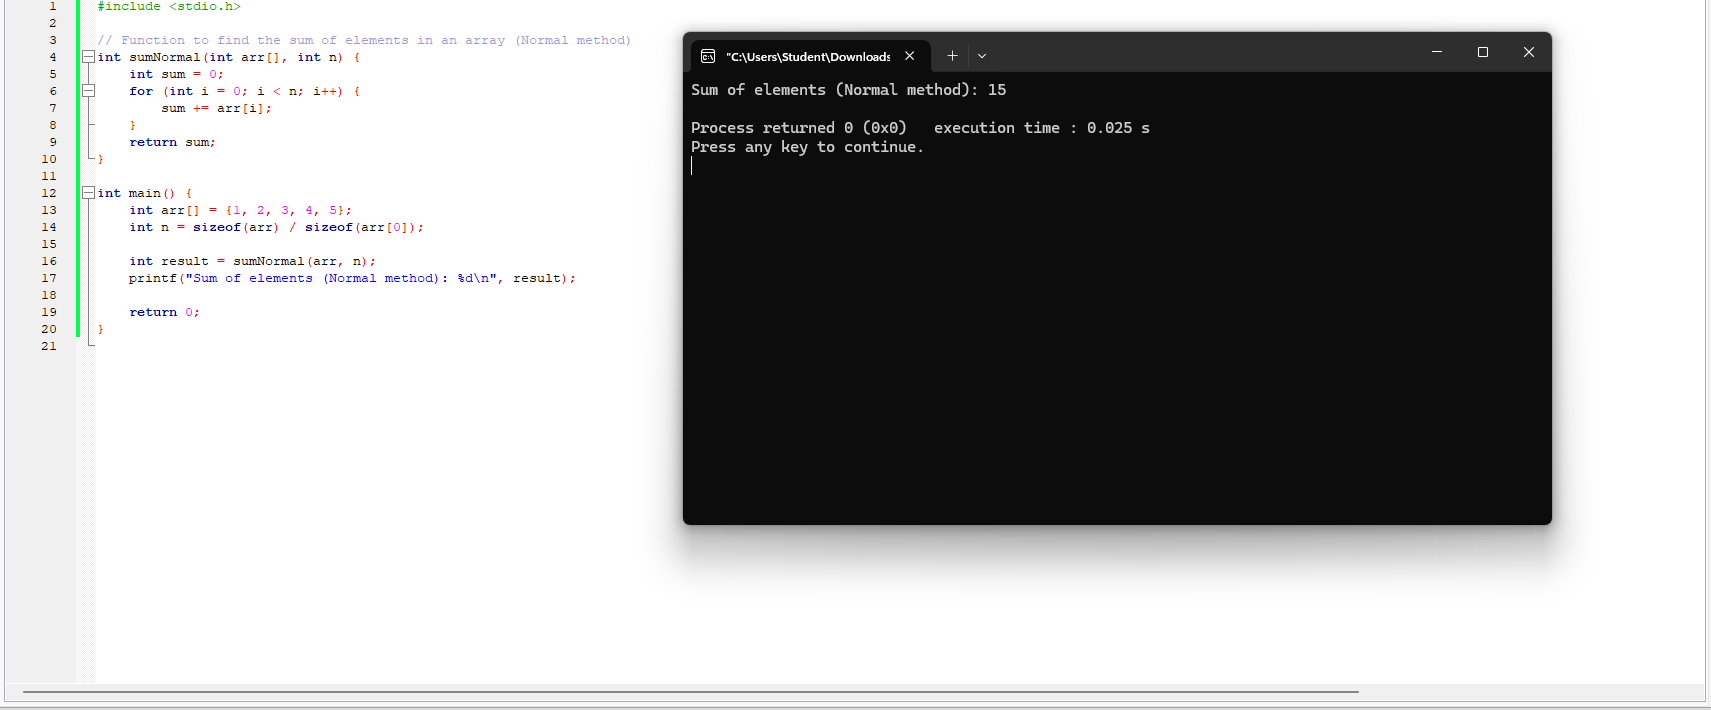 1 #include <stdio.h>
2
3 // Function to find the sum of elements in an array (Normal method)
4 int sumNormal(int arr[], int n) {
5     int sum = 0;
6     for (int i = 0; i < n; i++) {
7         sum += arr[i];
8     }
9     return sum;
10 }
11
12 int main() {
13     int arr[] = {1, 2, 3, 4, 5};
14     int n = sizeof(arr) / sizeof(arr[0]);
15
16     int result = sumNormal(arr, n);
17     printf("Sum of elements (Normal method): %d\n", result);
18
19     return 0;
20 }
21
"C:\Users\Student\Downloads
Sum of elements (Normal method): 15
Process returned 0 (0x0)   execution time : 0.025 s
Press any key to continue.